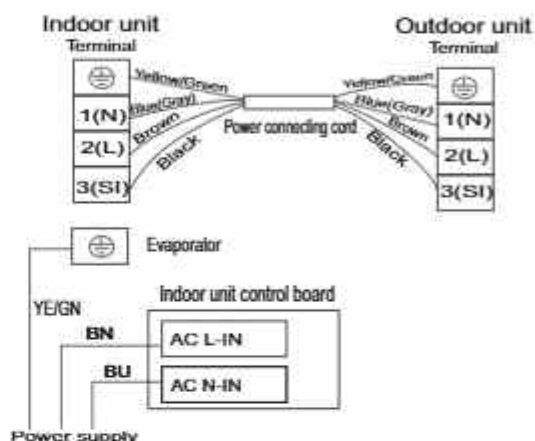 Indoor unit
Terminal
Outdoor unit
Terminal
Yellow/Green
Yellow/Green
1(N)
Blue(Gray)
Blue(Gray)
1(N)
2(L)
Brown
Power connecting cord
Brown
2(L)
3(SI)
Black
Black
3(SI)
Evaporator
YE/GN
Indoor unit control board
BN
AC L-IN
BU
AC N-IN
Power supply